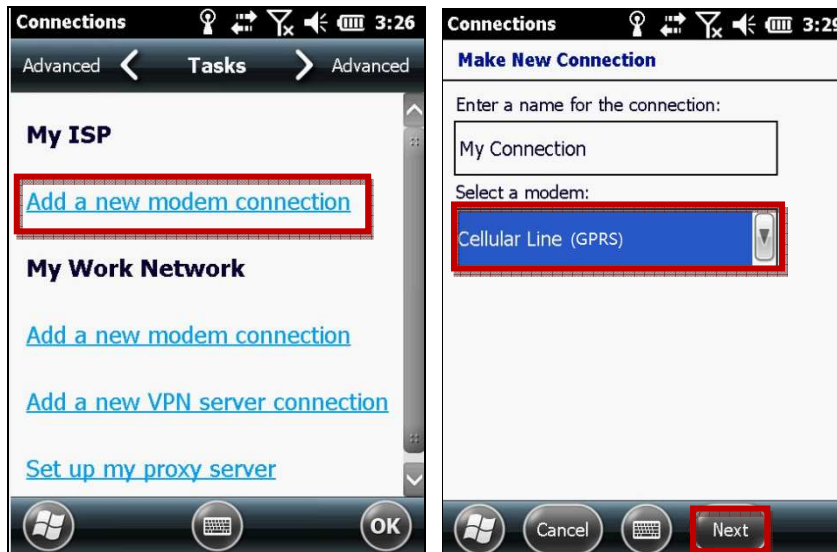 Connections 3:26
Advanced Tasks Advanced
My ISP
Add a new modem connection
My Work Network
Add a new modem connection
Add a new VPN server connection
Set up my proxy server
OK
Connections 3:29
Make New Connection
Enter a name for the connection:
My Connection
Select a modem:
Cellular Line (GPRS)
Cancel Next